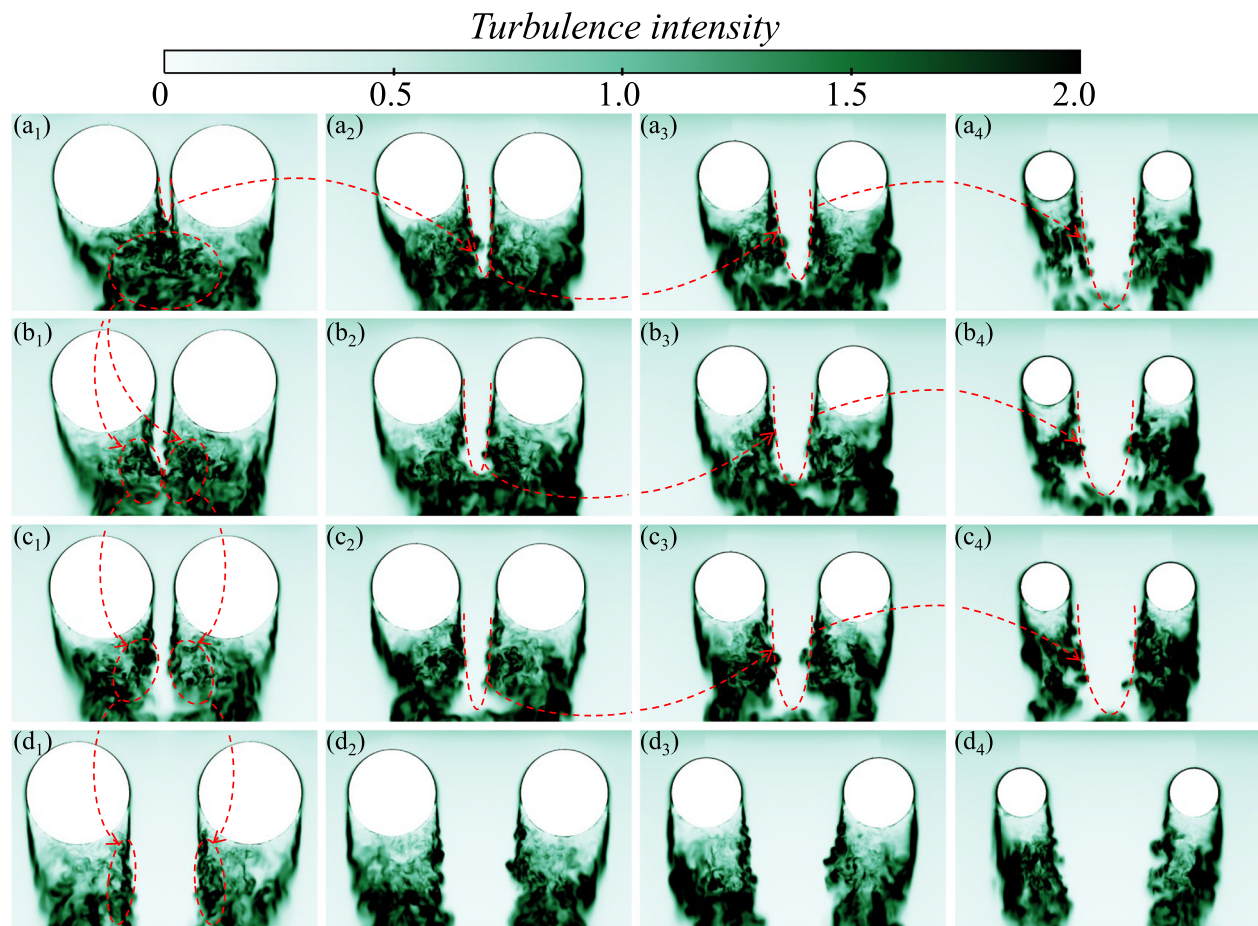 Turbulence intensity
0 0.5 1.0 1.5 2.0
(a₁) (a₂) (a₃) (a₄)
(b₁) (b₂) (b₃) (b₄)
(c₁) (c₂) (c₃) (c₄)
(d₁) (d₂) (d₃) (d₄)